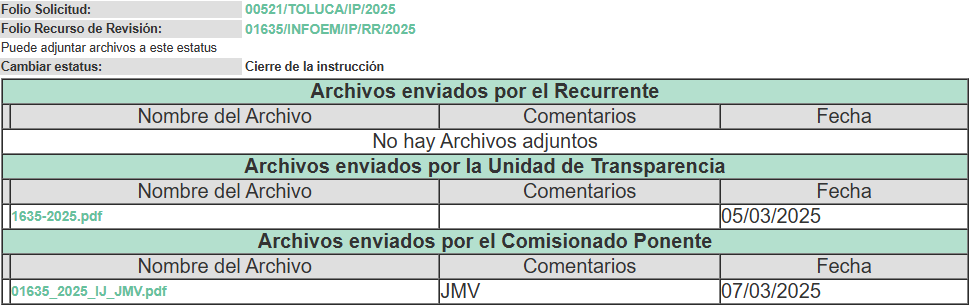 Folio Solicitud: 00521/TOLUCA/IP/2025
Folio Recurso de Revisión: 01635/INFOEM/IP/RR/2025
Puede adjuntar archivos a este estatus
Cambiar estatus: Cierre de la instrucción
Archivos enviados por el Recurrente
Nombre del Archivo Comentarios Fecha
No hay Archivos adjuntos
Archivos enviados por la Unidad de Transparencia
Nombre del Archivo Comentarios Fecha
1635-2025.pdf 05/03/2025
Archivos enviados por el Comisionado Ponente
Nombre del Archivo Comentarios Fecha
01635_2025_IJ_JMV.pdf JMV 07/03/2025